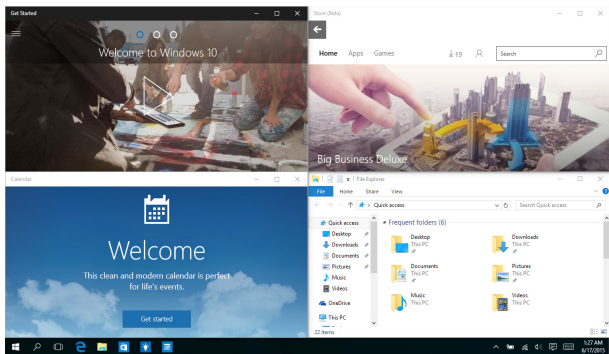 Get Started
Welcome to Windows 10
Store (Beta)
Home Apps Games 19 Search
Big Business Deluxe
Calendar
Welcome
This clean and modern calendar is perfect
for life's events.
Get started
File Explorer
File Home Share View
Quick access Search Quick access
Quick access
Desktop
Downloads
Documents
Pictures
Music
Videos
OneDrive
This PC
Frequent folders (6)
Desktop
This PC
Downloads
This PC
Documents
This PC
Pictures
This PC
Music
This PC
Videos
This PC
22 items
1:27 AM
6/17/2015